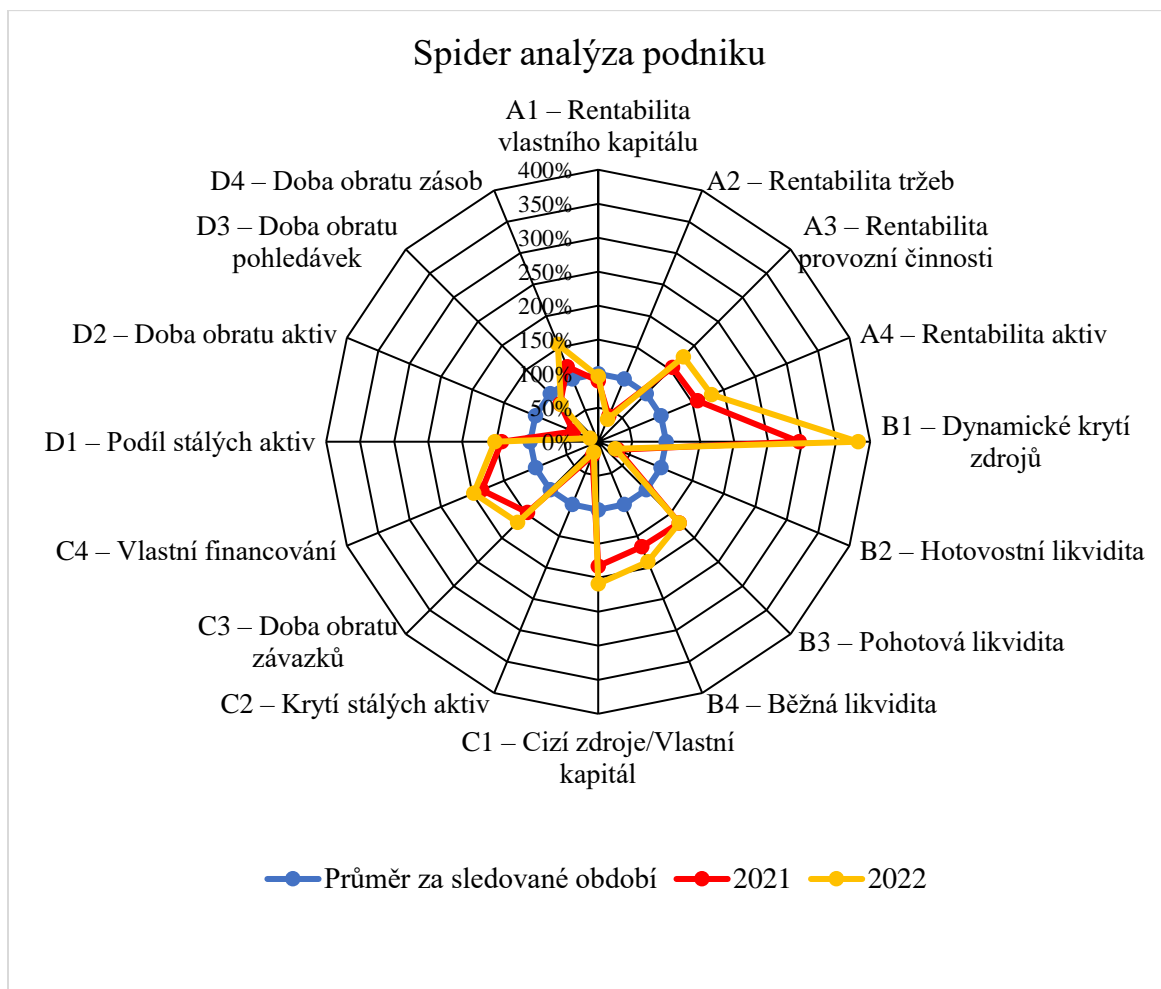 Spider analýza podniku
A1 – Rentabilita
vlastního kapitálu
A2 – Rentabilita tržeb
A3 – Rentabilita
provozní činnosti
A4 – Rentabilita aktiv
B1 – Dynamické krytí
zdrojů
B2 – Hotovostní likvidita
B3 – Pohotová likvidita
B4 – Běžná likvidita
C1 – Cizí zdroje/Vlastní
kapitál
C2 – Krytí stálých aktiv
C3 – Doba obratu
závazků
C4 – Vlastní financování
D1 – Podíl stálých aktiv
D2 – Doba obratu aktiv
D3 – Doba obratu
pohledávek
D4 – Doba obratu zásob
400%
350%
300%
250%
200%
150%
100%
50%
0%
Průměr za sledované období
2021
2022